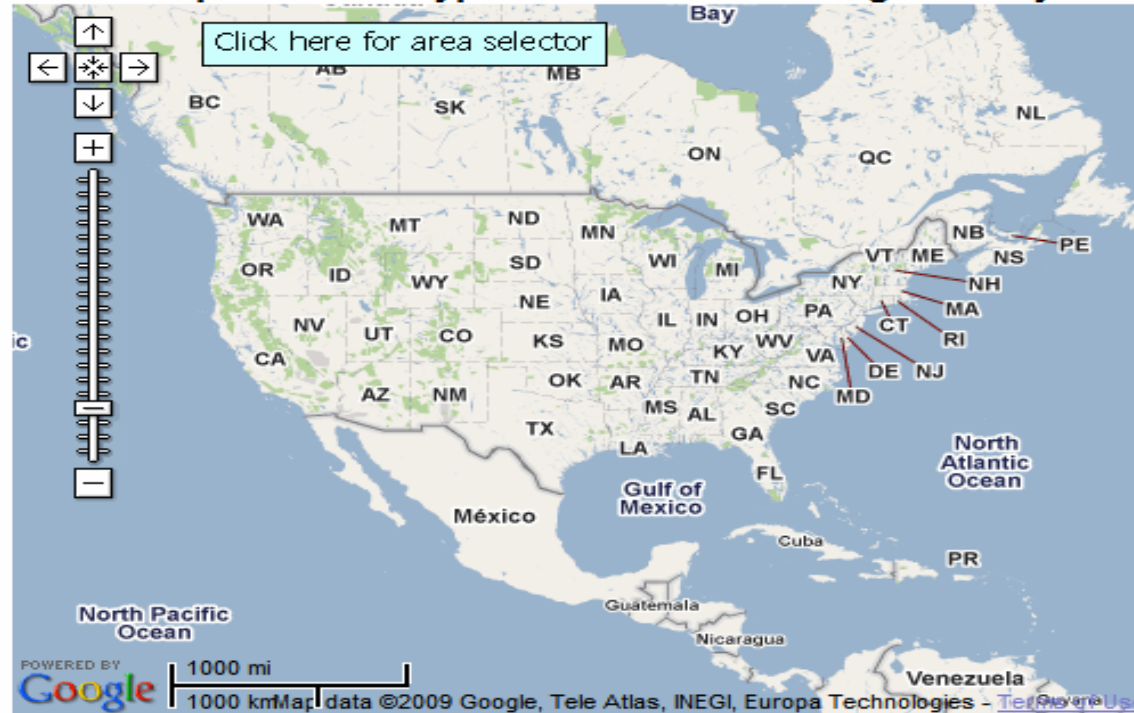 Bay
Click here for area selector
AB
MB
BC
SK
NL
ON
QC
WA
MT
ND
MN
NB
PE
OR
ID
SD
WI
MI
VT
ME
NS
WY
NY
NH
NE
IA
MA
NV
UT
CO
IL
IN
OH
PA
CT
RI
KS
MO
KY
WV
VA
CA
DE
NJ
AZ
NM
OK
AR
TN
NC
MD
MS
AL
SC
TX
LA
GA
FL
North
Atlantic
Ocean
Gulf of
Mexico
México
Cuba
PR
Guatemala
North Pacific
Ocean
Nicaragua
POWERED BY
Google
1000 mi
1000 km
Venezuela
Map data ©2009 Google, Tele Atlas, INEGI, Europa Technologies - Terms of Us
Guyana